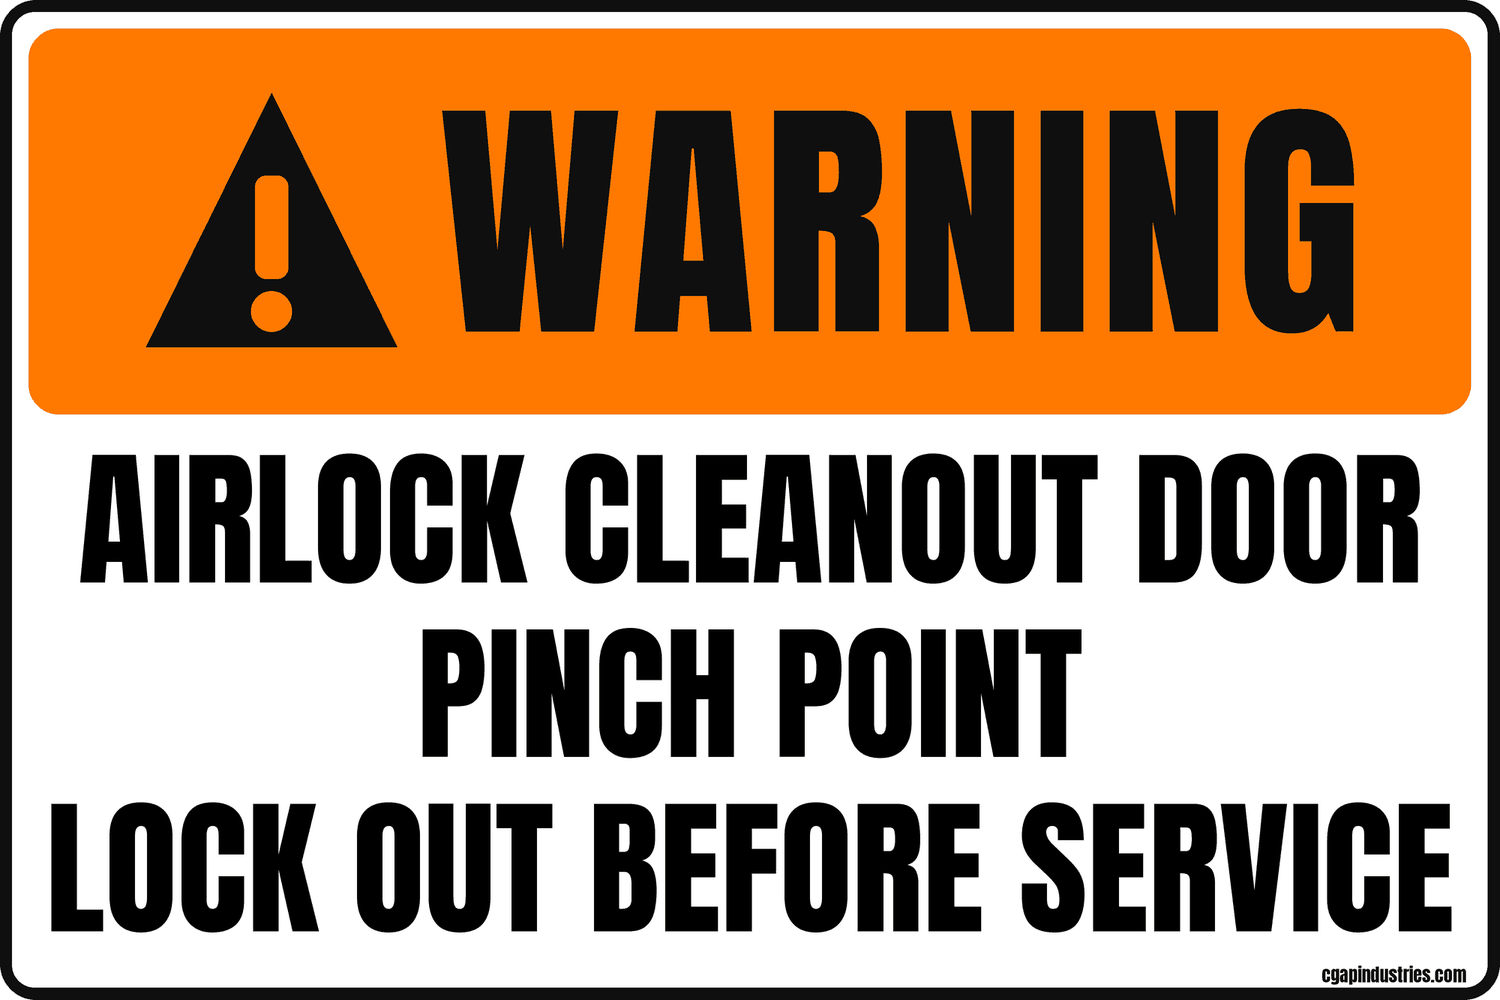 WARNING
AIRLOCK CLEANOUT DOOR
PINCH POINT
LOCK OUT BEFORE SERVICE
cgapindustries.com